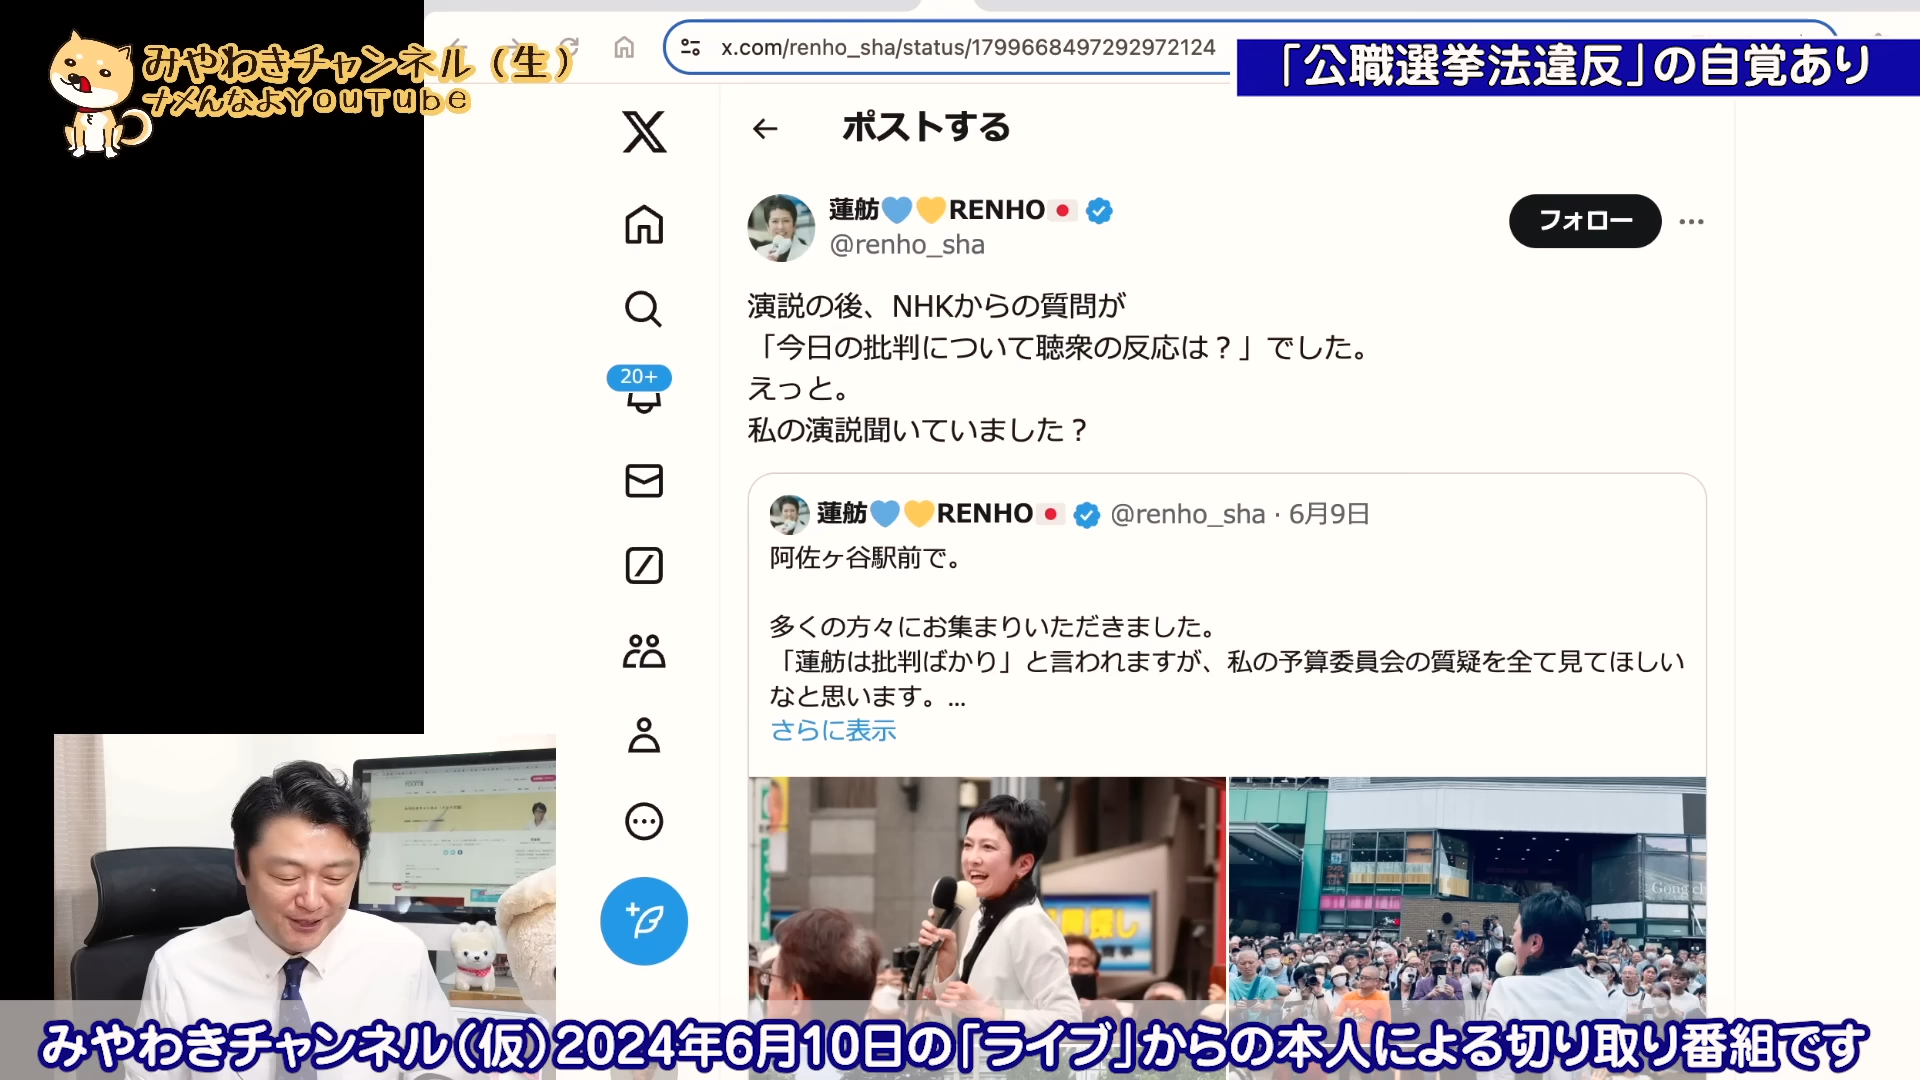 みやわきチャンネル（生）
ナメんなよYouTube
x.com/renho_sha/status/1799668497292972124
「公職選挙法違反」の自覚あり
ポストする
蓮舫💙💛RENHO🇯🇵
@renho_sha
フォロー
演説の後、NHKからの質問が
「今日の批判について聴衆の反応は？」でした。
えっと。
私の演説聞いていました？
20+
蓮舫💙💛RENHO🇯🇵 @renho_sha · 6月9日
阿佐ヶ谷駅前で。
多くの方々にお集まりいただきました。
「蓮舫は批判ばかり」と言われますが、私の予算委員会の質疑を全て見てほしい
なと思います。...
さらに表示
Gong ch
みやわきチャンネル（仮）2024年6月10日の「ライブ」からの本人による切り取り番組です